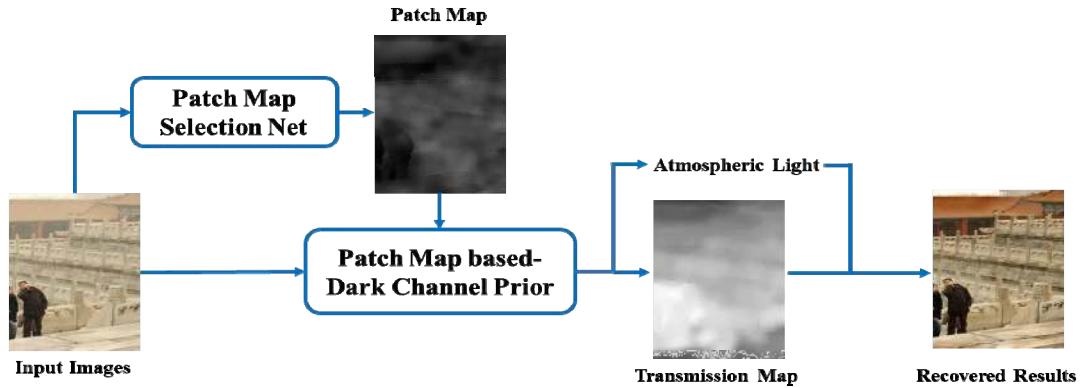 Patch Map
Patch Map
Selection Net
Atmospheric Light
Patch Map based-
Dark Channel Prior
Input Images
Transmission Map
Recovered Results